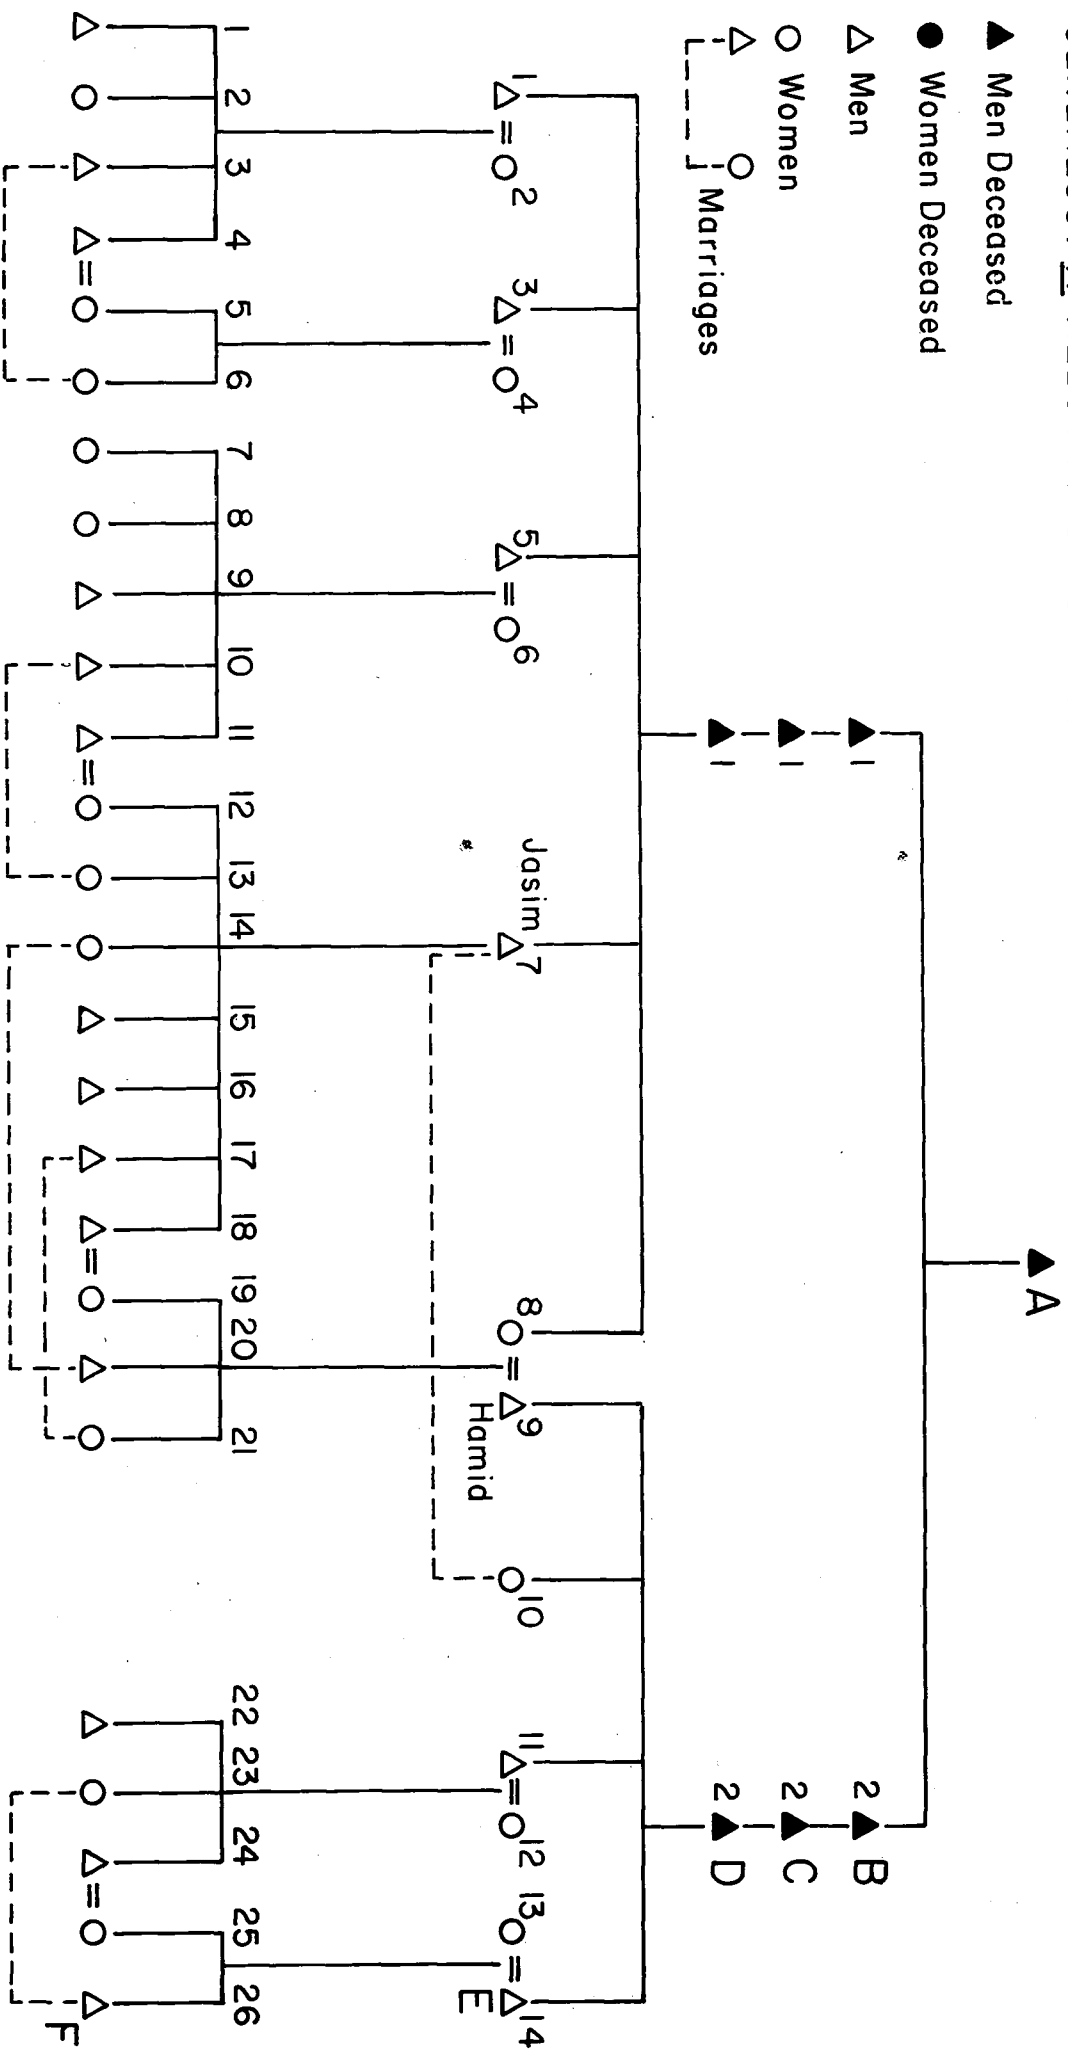 ▲ Men Deceased
● Women Deceased
△ Men
○ Women
Marriages
A
1 2 B
1 2 C
1 2 D
1 = 2 3 = 4 5 = 6 Jasim 7 8 = 9 Hamid 10 11 = 12 13 = 14 E
1 2 3 4 = 5 6 7 8 9 10 11 = 12 13 14 15 16 17 18 = 19 20 21 22 23 24 = 25 26 F